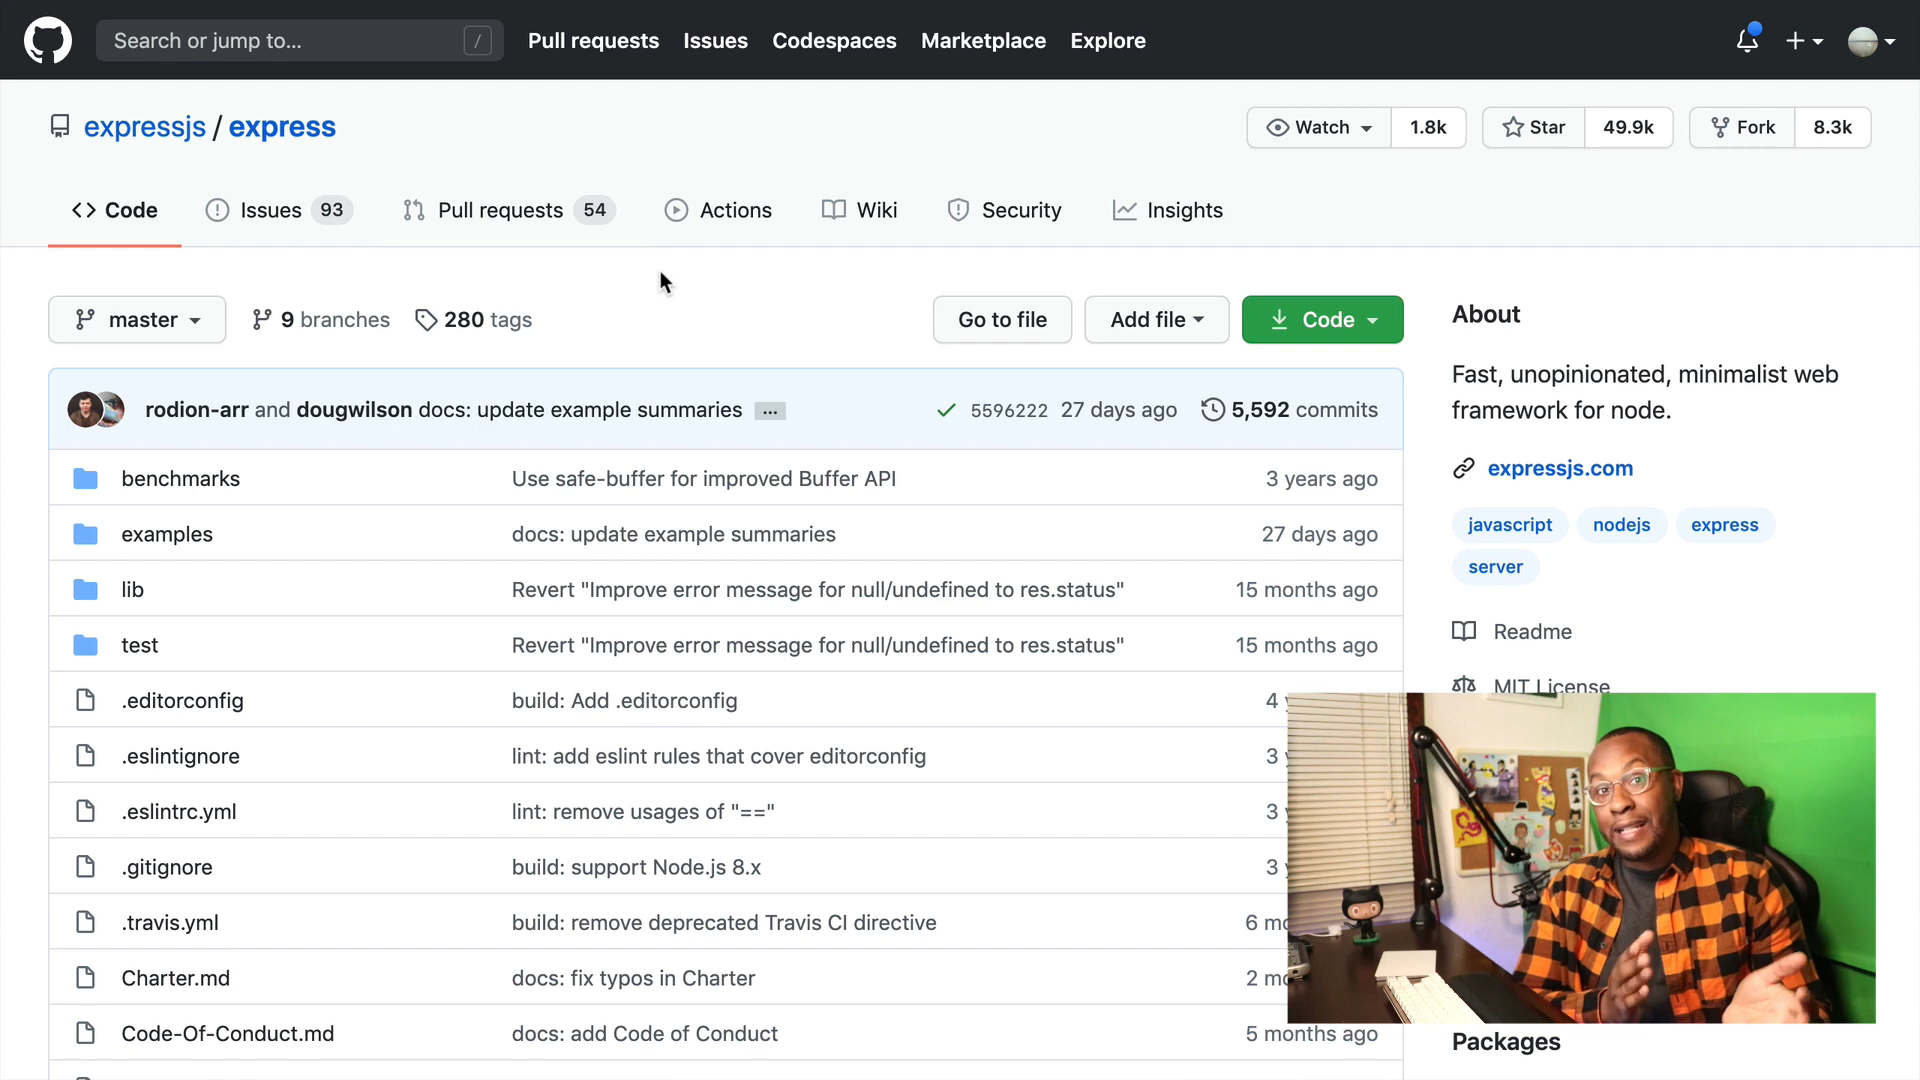 Search or jump to... / Pull requests Issues Codespaces Marketplace Explore
expressjs / express Watch 1.8k Star 49.9k Fork 8.3k
Code Issues 93 Pull requests 54 Actions Wiki Security Insights
master 9 branches 280 tags Go to file Add file Code
About
Fast, unopinionated, minimalist web
framework for node.
expressjs.com
javascript nodejs express
server
Readme
MIT License
rodion-arr and dougwilson docs: update example summaries ... 5596222 27 days ago 5,592 commits
benchmarks Use safe-buffer for improved Buffer API 3 years ago
examples docs: update example summaries 27 days ago
lib Revert "Improve error message for null/undefined to res.status" 15 months ago
test Revert "Improve error message for null/undefined to res.status" 15 months ago
.editorconfig build: Add .editorconfig 4
.eslintignore lint: add eslint rules that cover editorconfig 3
.eslintrc.yml lint: remove usages of "==" 3
.gitignore build: support Node.js 8.x 3
.travis.yml build: remove deprecated Travis CI directive 6
Charter.md docs: fix typos in Charter 2
Code-Of-Conduct.md docs: add Code of Conduct 5 months ago
Packages